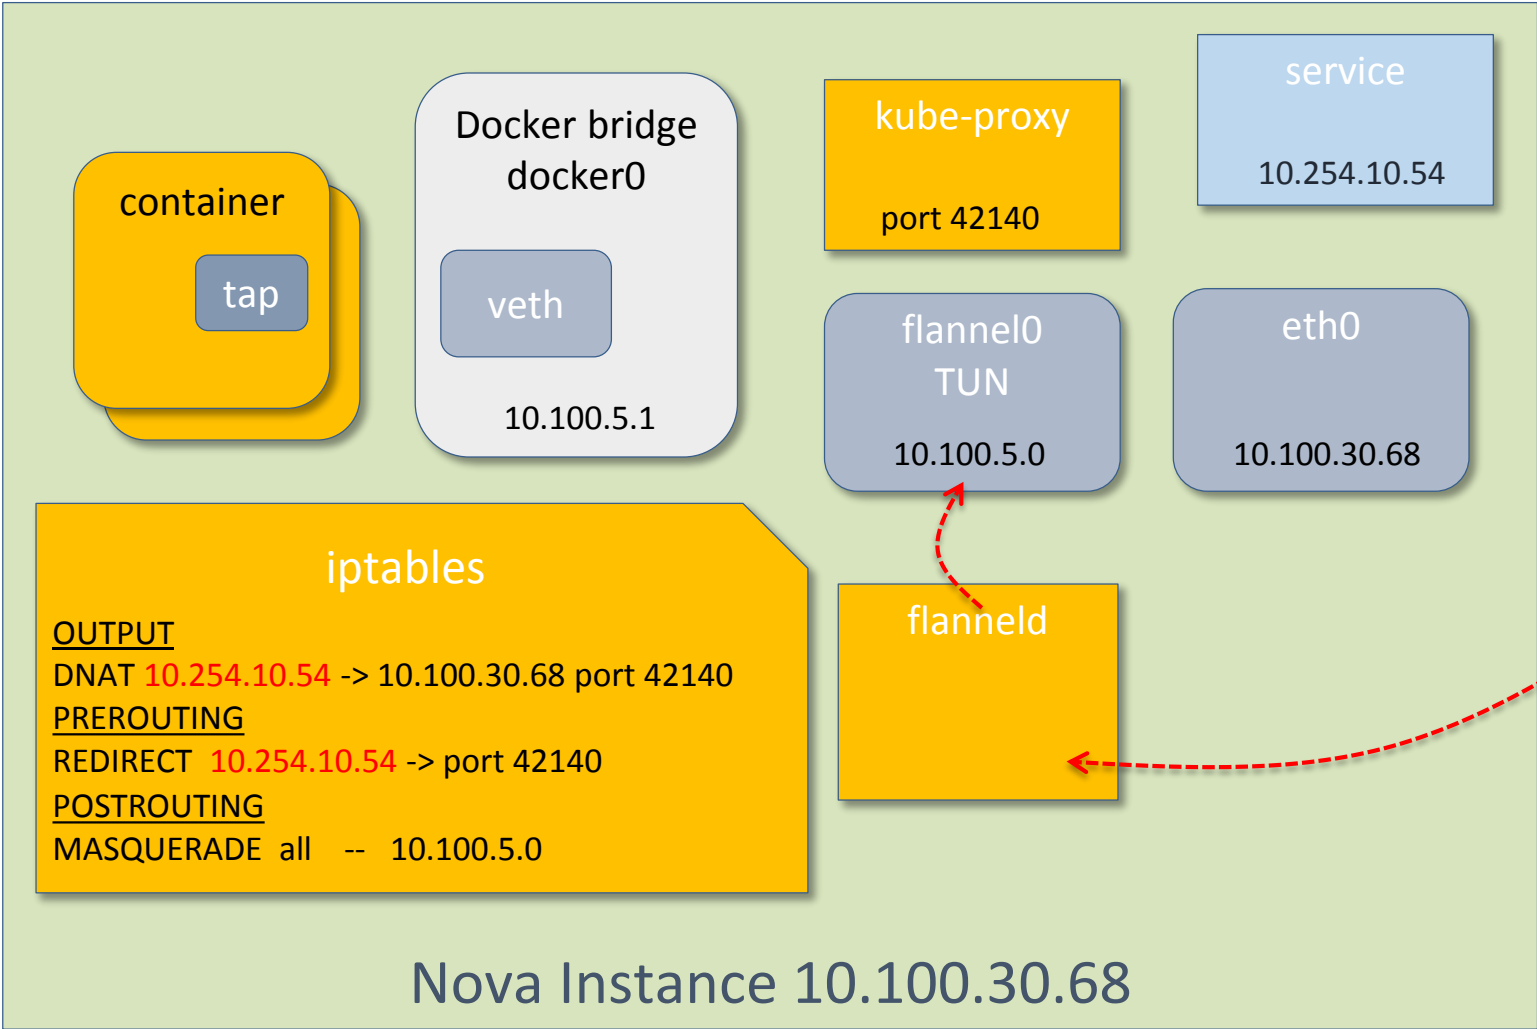 container
tap
Docker bridge
docker0
veth
10.100.5.1
kube-proxy
port 42140
service
10.254.10.54
flannel0
TUN
10.100.5.0
eth0
10.100.30.68
iptables
OUTPUT
DNAT 10.254.10.54 -> 10.100.30.68 port 42140
PREROUTING
REDIRECT 10.254.10.54 -> port 42140
POSTROUTING
MASQUERADE all -- 10.100.5.0
flanneld
Nova Instance 10.100.30.68